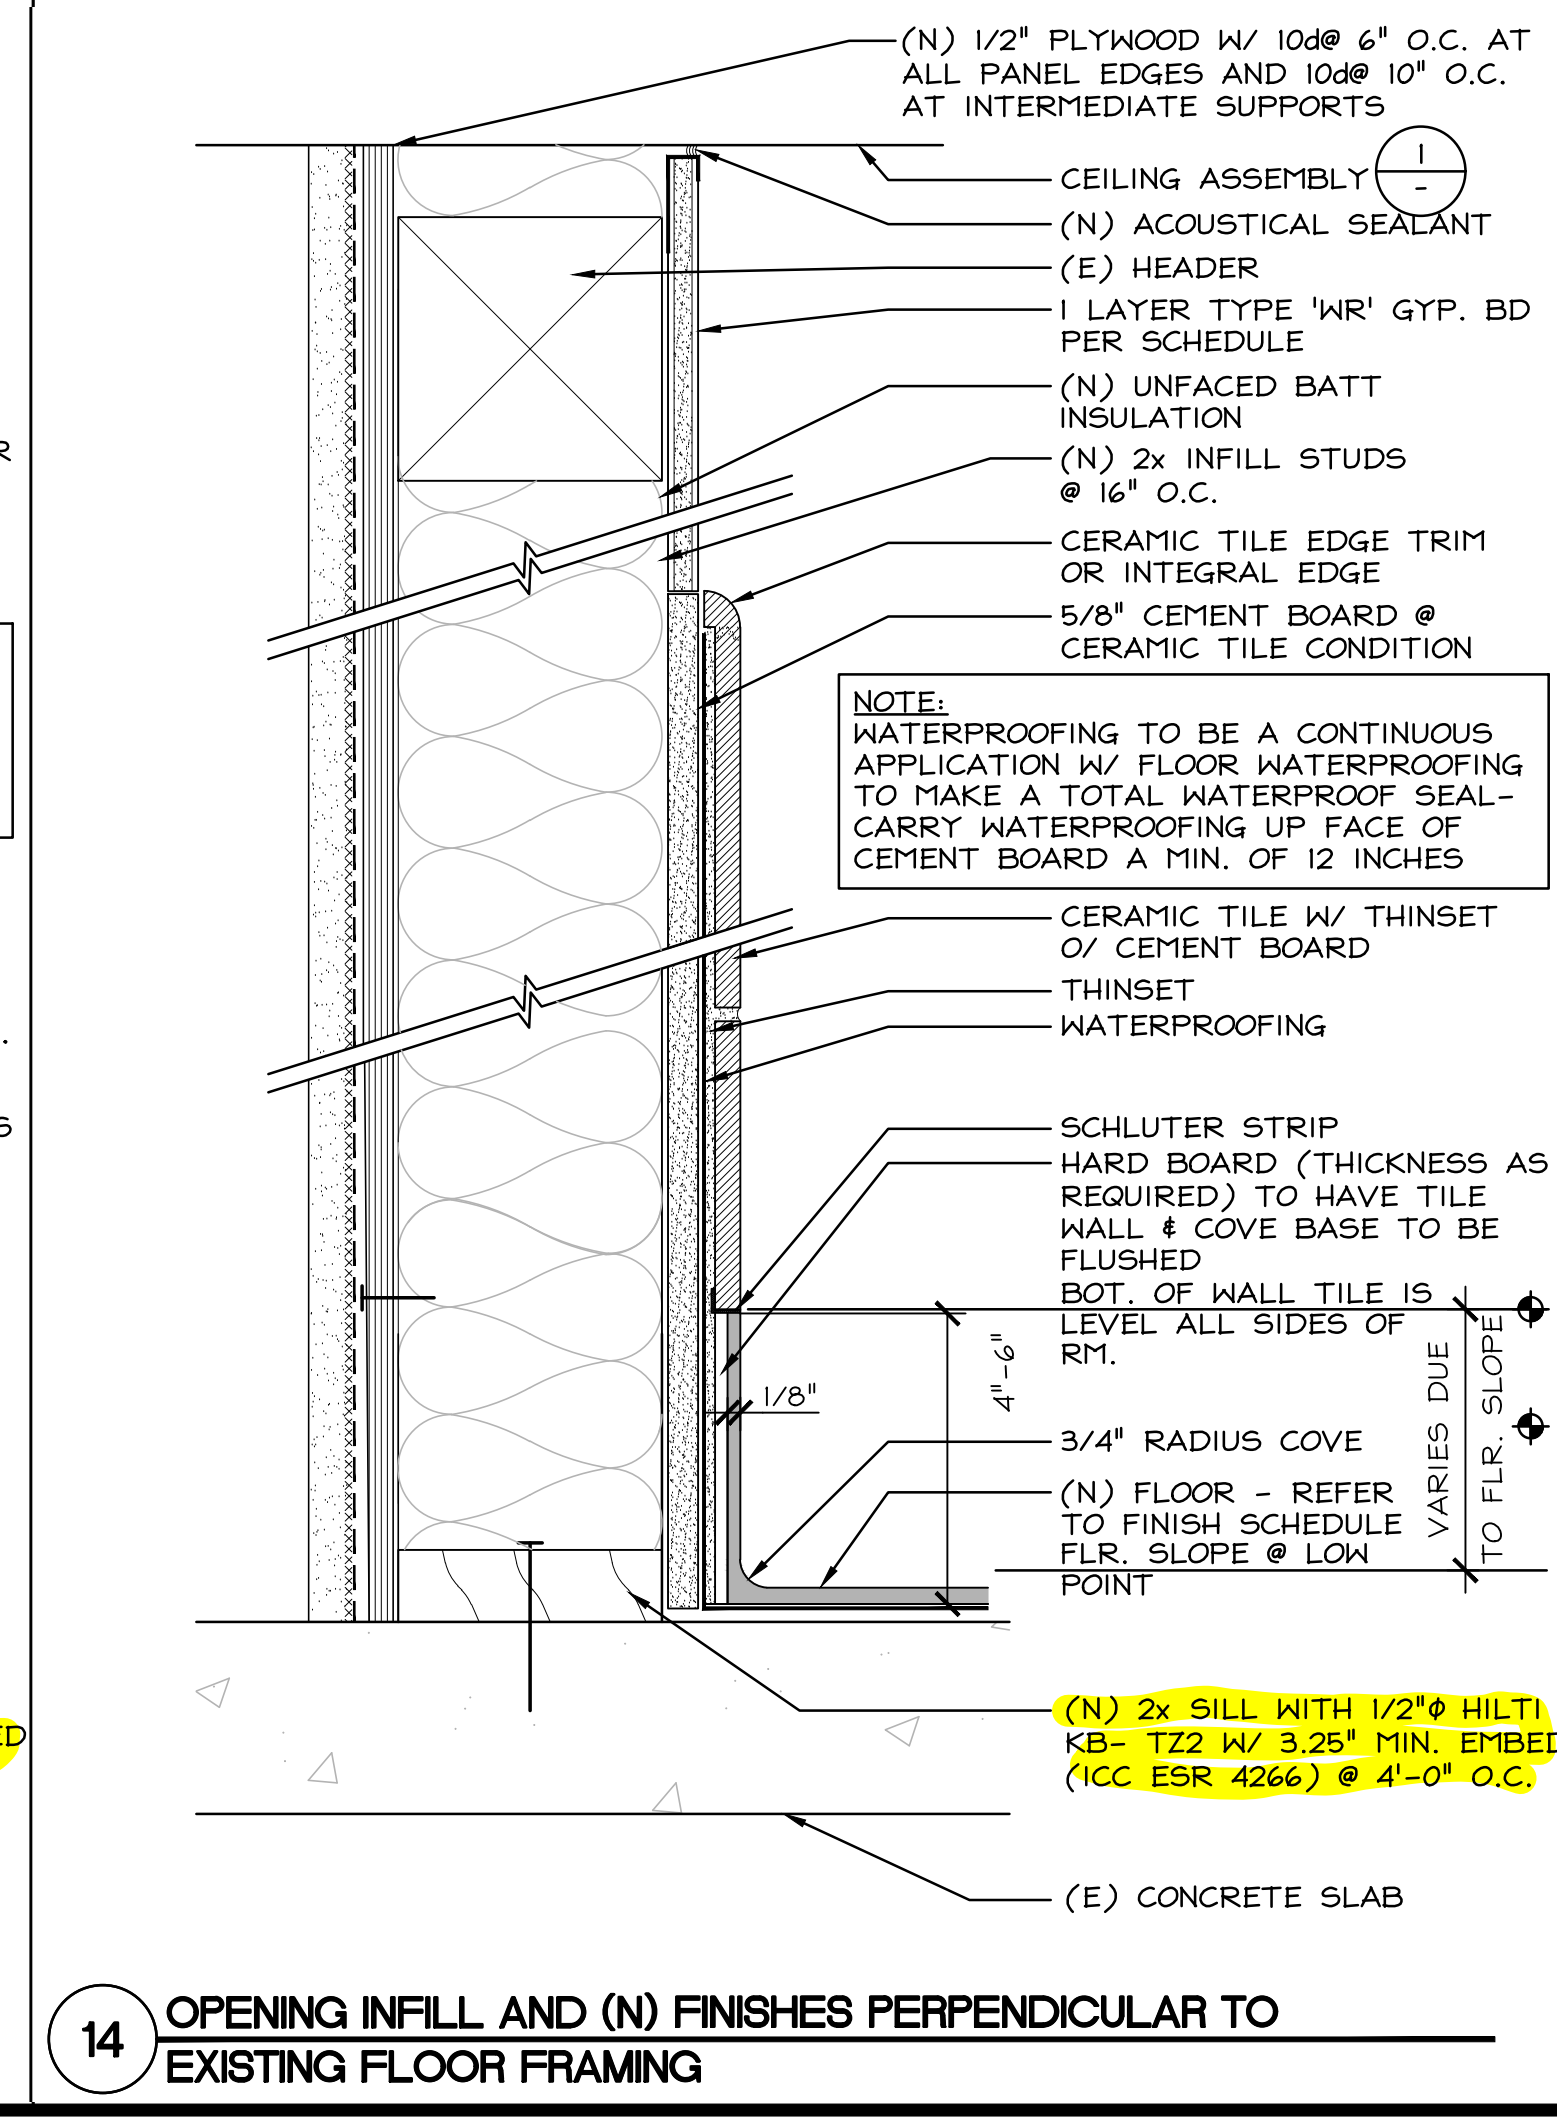 (N) 1/2" PLYWOOD W/ 10d@ 6" O.C. AT
ALL PANEL EDGES AND 10d@ 10" O.C.
AT INTERMEDIATE SUPPORTS
CEILING ASSEMBLY
1
-
(N) ACOUSTICAL SEALANT
(E) HEADER
1 LAYER TYPE 'WR' GYP. BD
PER SCHEDULE
(N) UNFACED BATT
INSULATION
(N) 2x INFILL STUDS
@ 16" O.C.
CERAMIC TILE EDGE TRIM
OR INTEGRAL EDGE
5/8" CEMENT BOARD @
CERAMIC TILE CONDITION
NOTE:
WATERPROOFING TO BE A CONTINUOUS
APPLICATION W/ FLOOR WATERPROOFING
TO MAKE A TOTAL WATERPROOF SEAL-
CARRY WATERPROOFING UP FACE OF
CEMENT BOARD A MIN. OF 12 INCHES
CERAMIC TILE W/ THINSET
O/ CEMENT BOARD
THINSET
WATERPROOFING
SCHLUTER STRIP
HARD BOARD (THICKNESS AS
REQUIRED) TO HAVE TILE
WALL & COVE BASE TO BE
FLUSHED
BOT. OF WALL TILE IS
LEVEL ALL SIDES OF
RM.
4"-6"
1/8"
VARIES DUE
TO FLR. SLOPE
3/4" RADIUS COVE
(N) FLOOR - REFER
TO FINISH SCHEDULE
FLR. SLOPE @ LOW
POINT
(N) 2x SILL WITH 1/2"ϕ HILTI
KB- TZ2 W/ 3.25" MIN. EMBED
(ICC ESR 4266) @ 4'-0" O.C.
(E) CONCRETE SLAB
14
OPENING INFILL AND (N) FINISHES PERPENDICULAR TO
EXISTING FLOOR FRAMING